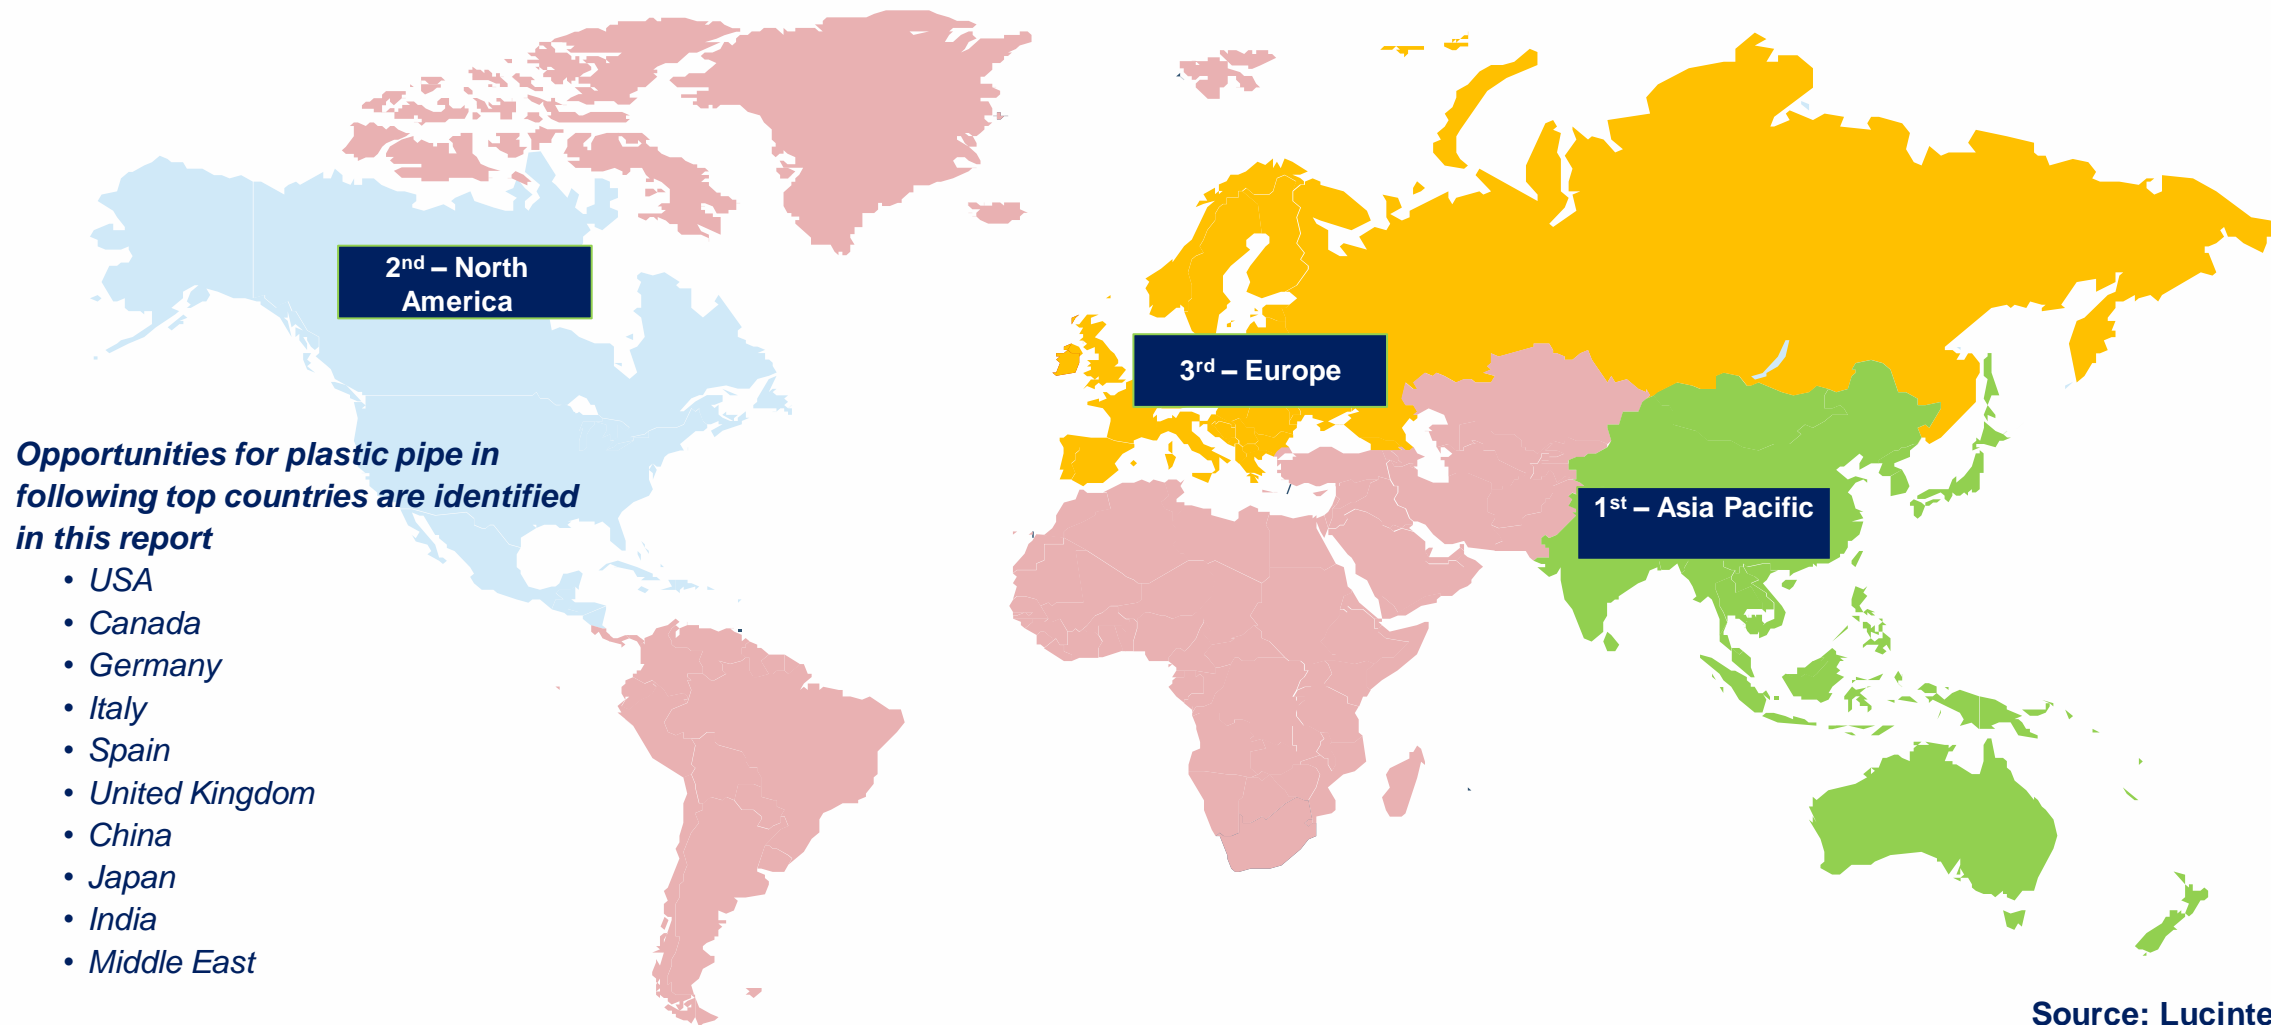 2nd – North
America
3rd – Europe
1st – Asia Pacific
Opportunities for plastic pipe in
following top countries are identified
in this report
• USA
• Canada
• Germany
• Italy
• Spain
• United Kingdom
• China
• Japan
• India
• Middle East
Source: Lucinte